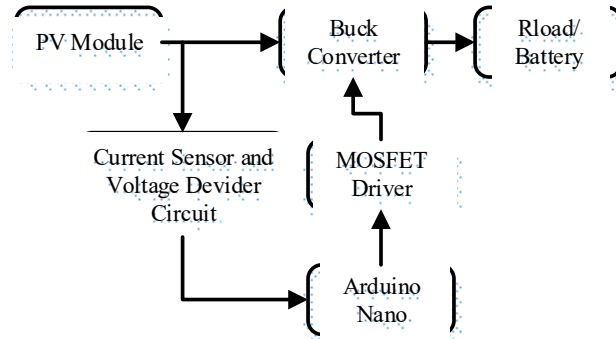 PV Module
Buck
Converter
Rload/
Battery
Current Sensor and
Voltage Devider
Circuit
MOSFET
Driver
Arduino
Nano